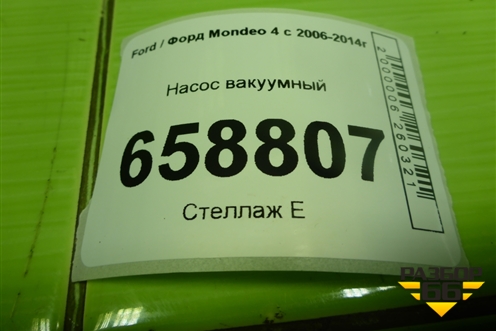 Ford / Форд Mondeo 4 с 2006-2014г
Насос вакуумный
658807
Стеллаж Е
2000006260321
РАЗБОР
66